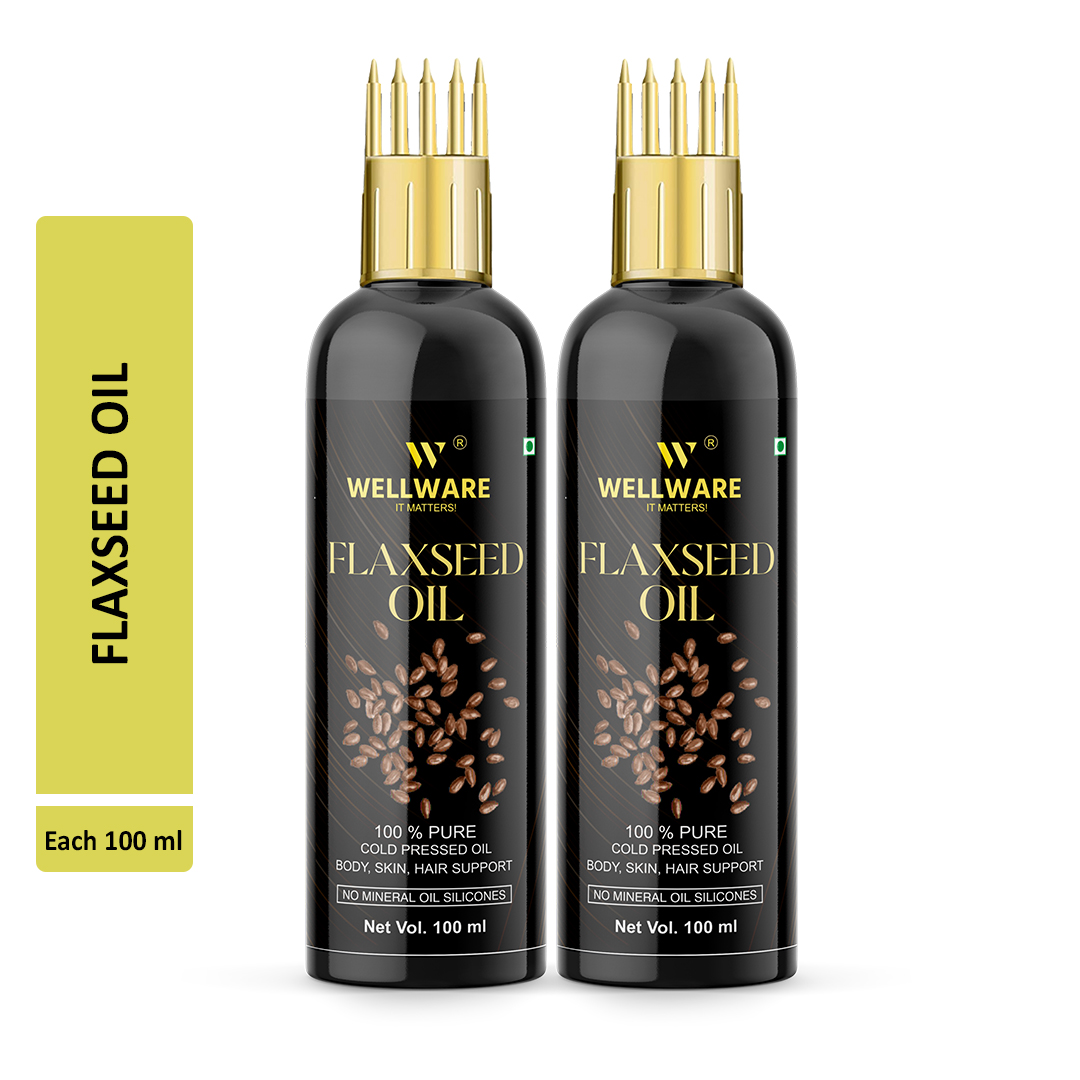 FLAXSEED OIL
Each 100 ml
W ®
WELLWARE
IT MATTERS!
FLAXSEED
OIL
100 % PURE
COLD PRESSED OIL
BODY, SKIN, HAIR SUPPORT
NO MINERAL OIL SILICONES
Net Vol. 100 ml
W ®
WELLWARE
IT MATTERS!
FLAXSEED
OIL
100 % PURE
COLD PRESSED OIL
BODY, SKIN, HAIR SUPPORT
NO MINERAL OIL SILICONES
Net Vol. 100 ml